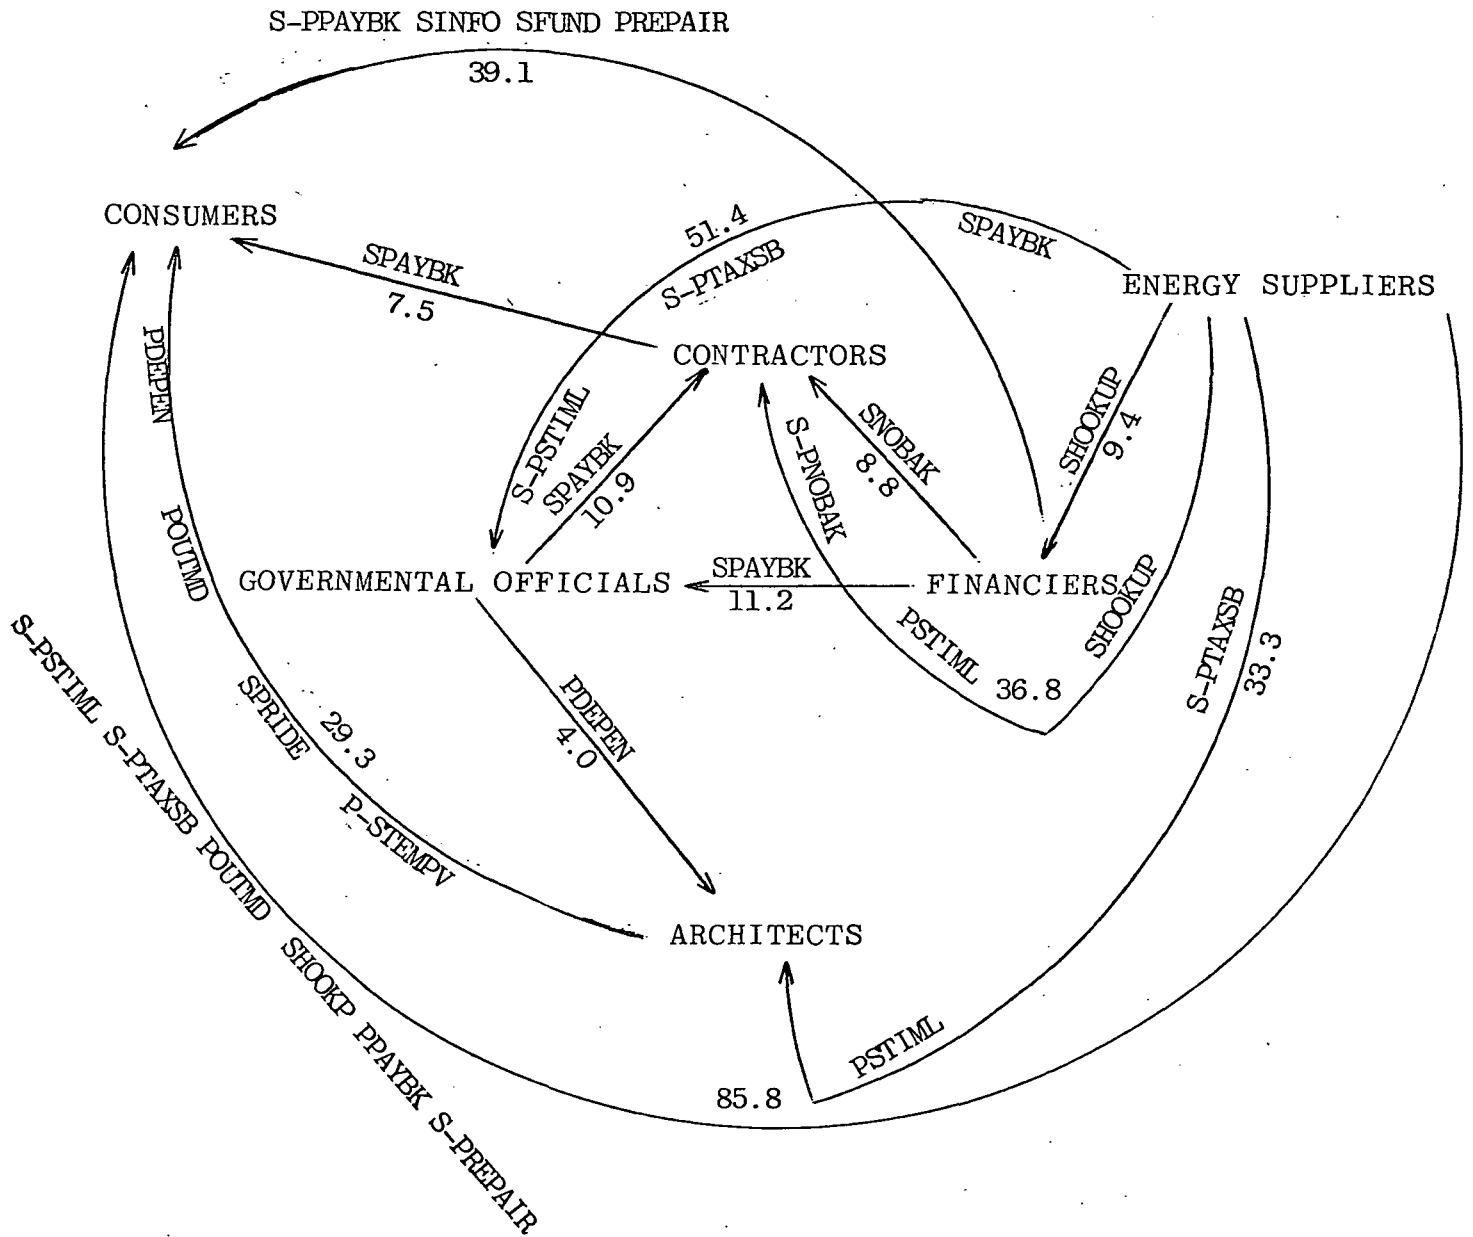 S-PPAYBK SINFO SFUND PREPAIR
39.1
CONSUMERS
51.4
SPAYBK
S-PTAXSB
SPAYBK
7.5
ENERGY SUPPLIERS
CONTRACTORS
PDEPEN
S-PSTIML
SPAYBK
10.9
S-PNOBAK
SNOBAK
8.8
SHOOKUP
9.4
POUTMD
GOVERNMENTAL OFFICIALS
SPAYBK
11.2
FINANCIERS
SHOOKUP
PSTIML
36.8
S-PTAXSB
33.3
SPRIDE
29.3
PDEPEN
4.0
P-STEMPV
S-PSTIML S-PTAXSB POUTMD SHOOKP PPAYBK S-PREPAIR
ARCHITECTS
PSTIML
85.8